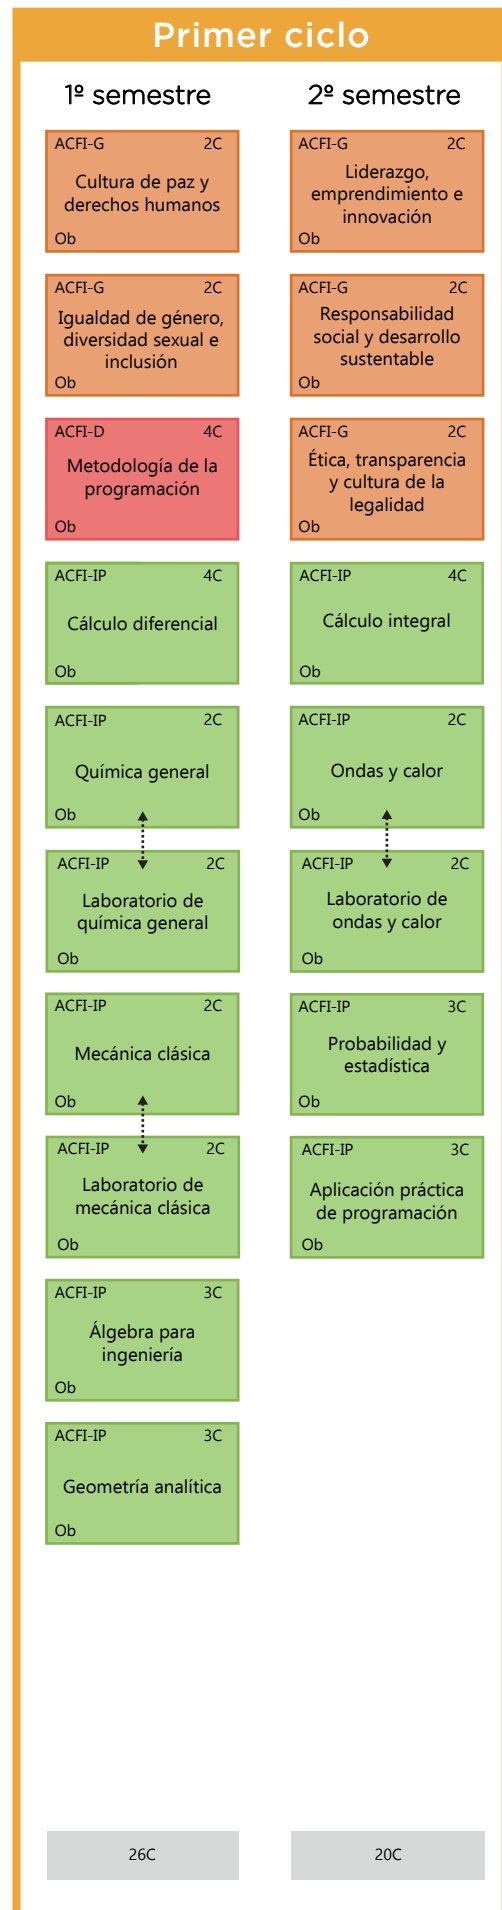 Primer ciclo
1º semestre
ACFI-G 2C
Cultura de paz y
derechos humanos
Ob
ACFI-G 2C
Igualdad de género,
diversidad sexual e
inclusión
Ob
ACFI-D 4C
Metodología de la
programación
Ob
ACFI-IP 4C
Cálculo diferencial
Ob
ACFI-IP 2C
Química general
Ob
ACFI-IP 2C
Laboratorio de
química general
Ob
ACFI-IP 2C
Mecánica clásica
Ob
ACFI-IP 2C
Laboratorio de
mecánica clásica
Ob
ACFI-IP 3C
Álgebra para
ingeniería
Ob
ACFI-IP 3C
Geometría analítica
Ob
26C
2º semestre
ACFI-G 2C
Liderazgo,
emprendimiento e
innovación
Ob
ACFI-G 2C
Responsabilidad
social y desarrollo
sustentable
Ob
ACFI-G 2C
Ética, transparencia
y cultura de la
legalidad
Ob
ACFI-IP 4C
Cálculo integral
Ob
ACFI-IP 2C
Ondas y calor
Ob
ACFI-IP 2C
Laboratorio de
ondas y calor
Ob
ACFI-IP 3C
Probabilidad y
estadística
Ob
ACFI-IP 3C
Aplicación práctica
de programación
Ob
20C